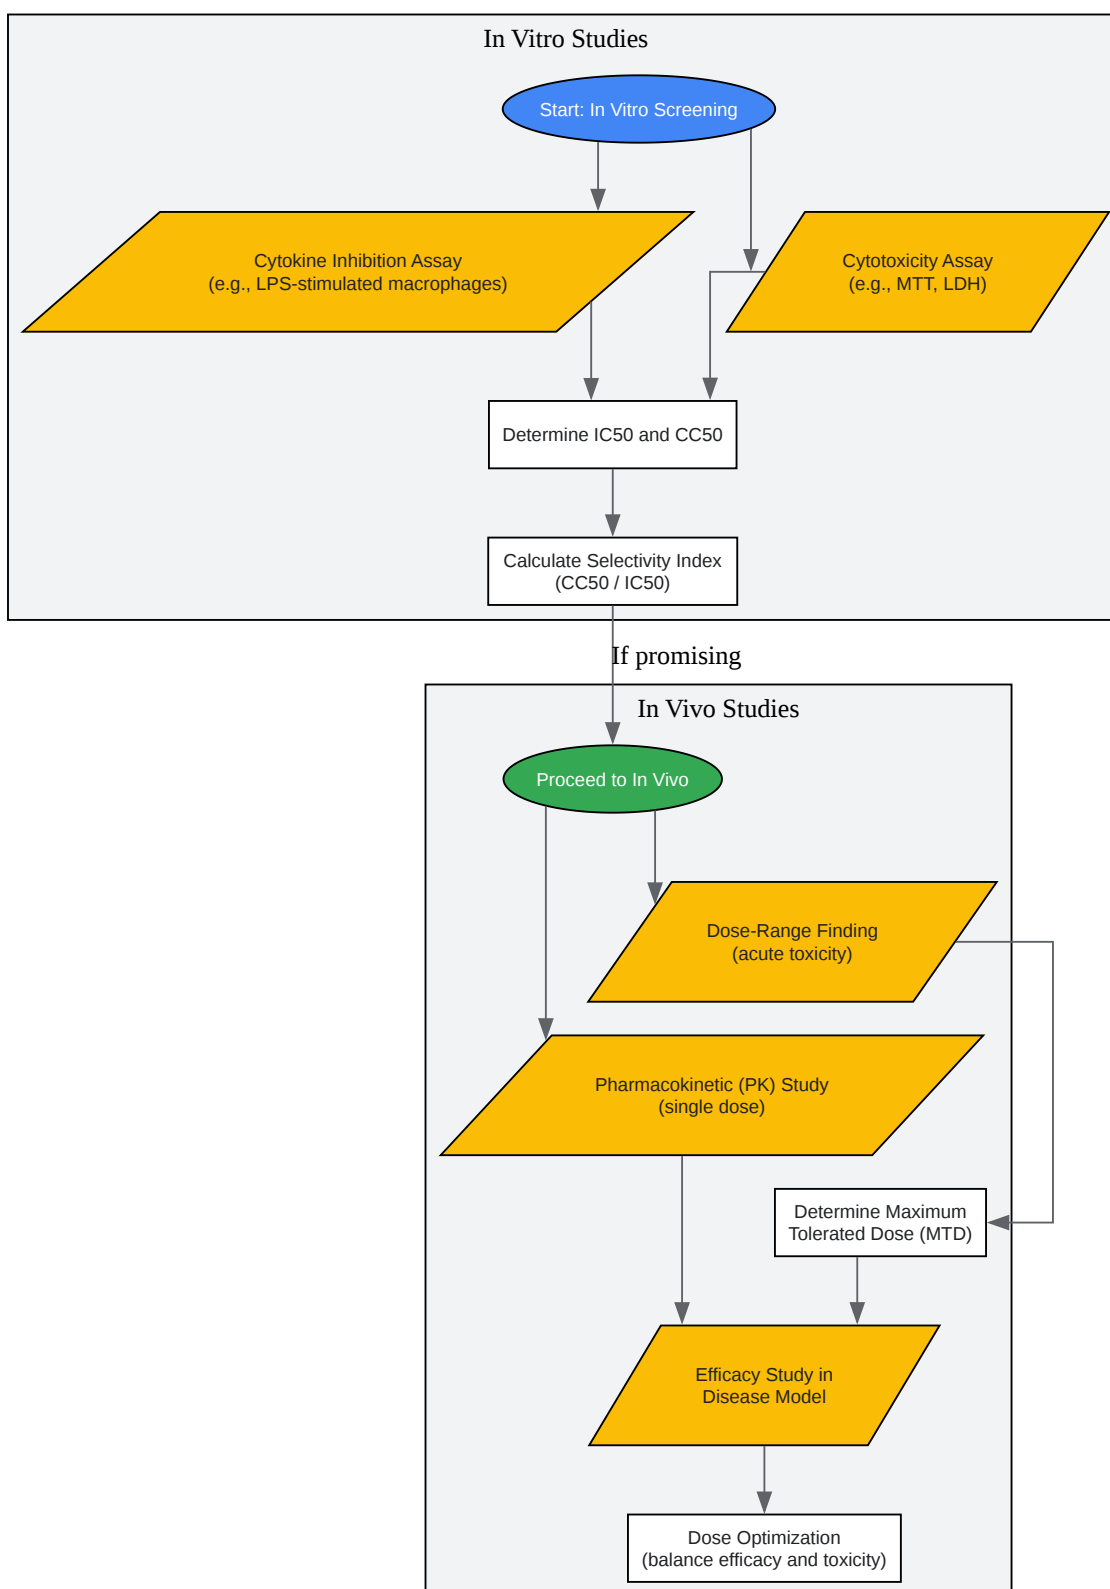 In Vitro Studies
Start: In Vitro Screening
Cytokine Inhibition Assay
(e.g., LPS-stimulated macrophages)
Cytotoxicity Assay
(e.g., MTT, LDH)
Determine IC50 and CC50
Calculate Selectivity Index
(CC50 / IC50)
If promising
In Vivo Studies
Proceed to In Vivo
Dose-Range Finding
(acute toxicity)
Pharmacokinetic (PK) Study
(single dose)
Determine Maximum
Tolerated Dose (MTD)
Efficacy Study in
Disease Model
Dose Optimization
(balance efficacy and toxicity)